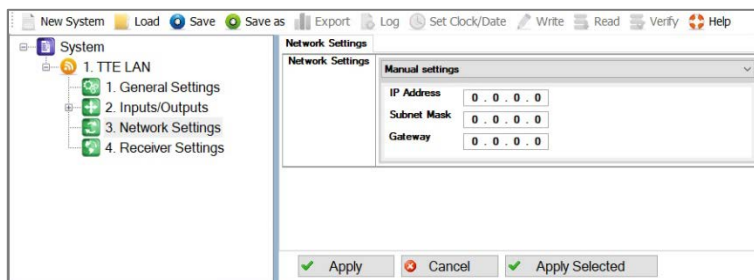 New System Load Save Save as Export Log Set Clock/Date Write Read Verify Help
System
1. TTE LAN
1. General Settings
2. Inputs/Outputs
3. Network Settings
4. Receiver Settings
Network Settings
Network Settings
Manual settings
IP Address 0 . 0 . 0 . 0
Subnet Mask 0 . 0 . 0 . 0
Gateway 0 . 0 . 0 . 0
Apply Cancel Apply Selected